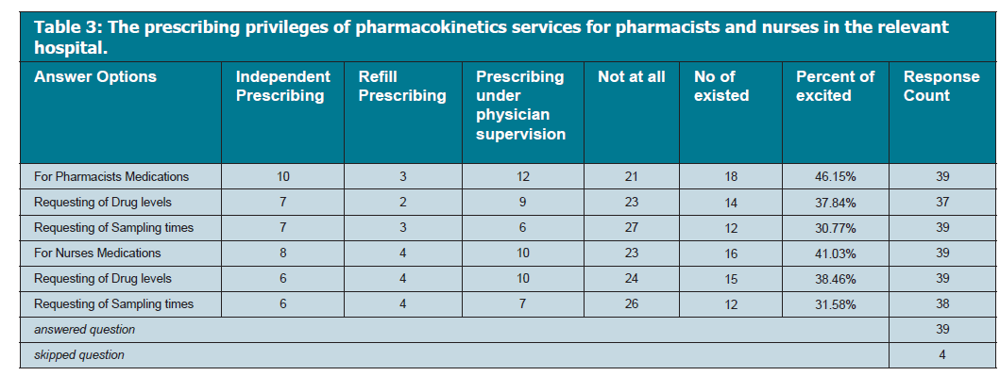 Table 3: The prescribing privileges of pharmacokinetics services for pharmacists and nurses in the relevant
hospital.
Answer Options Independent Prescribing Refill Prescribing Prescribing under physician supervision Not at all No of existed Percent of excited Response Count
For Pharmacists Medications 10 3 12 21 18 46.15% 39
Requesting of Drug levels 7 2 9 23 14 37.84% 37
Requesting of Sampling times 7 3 6 27 12 30.77% 39
For Nurses Medications 8 4 10 23 16 41.03% 39
Requesting of Drug levels 6 4 10 24 15 38.46% 39
Requesting of Sampling times 6 4 7 26 12 31.58% 38
answered question 39
skipped question 4